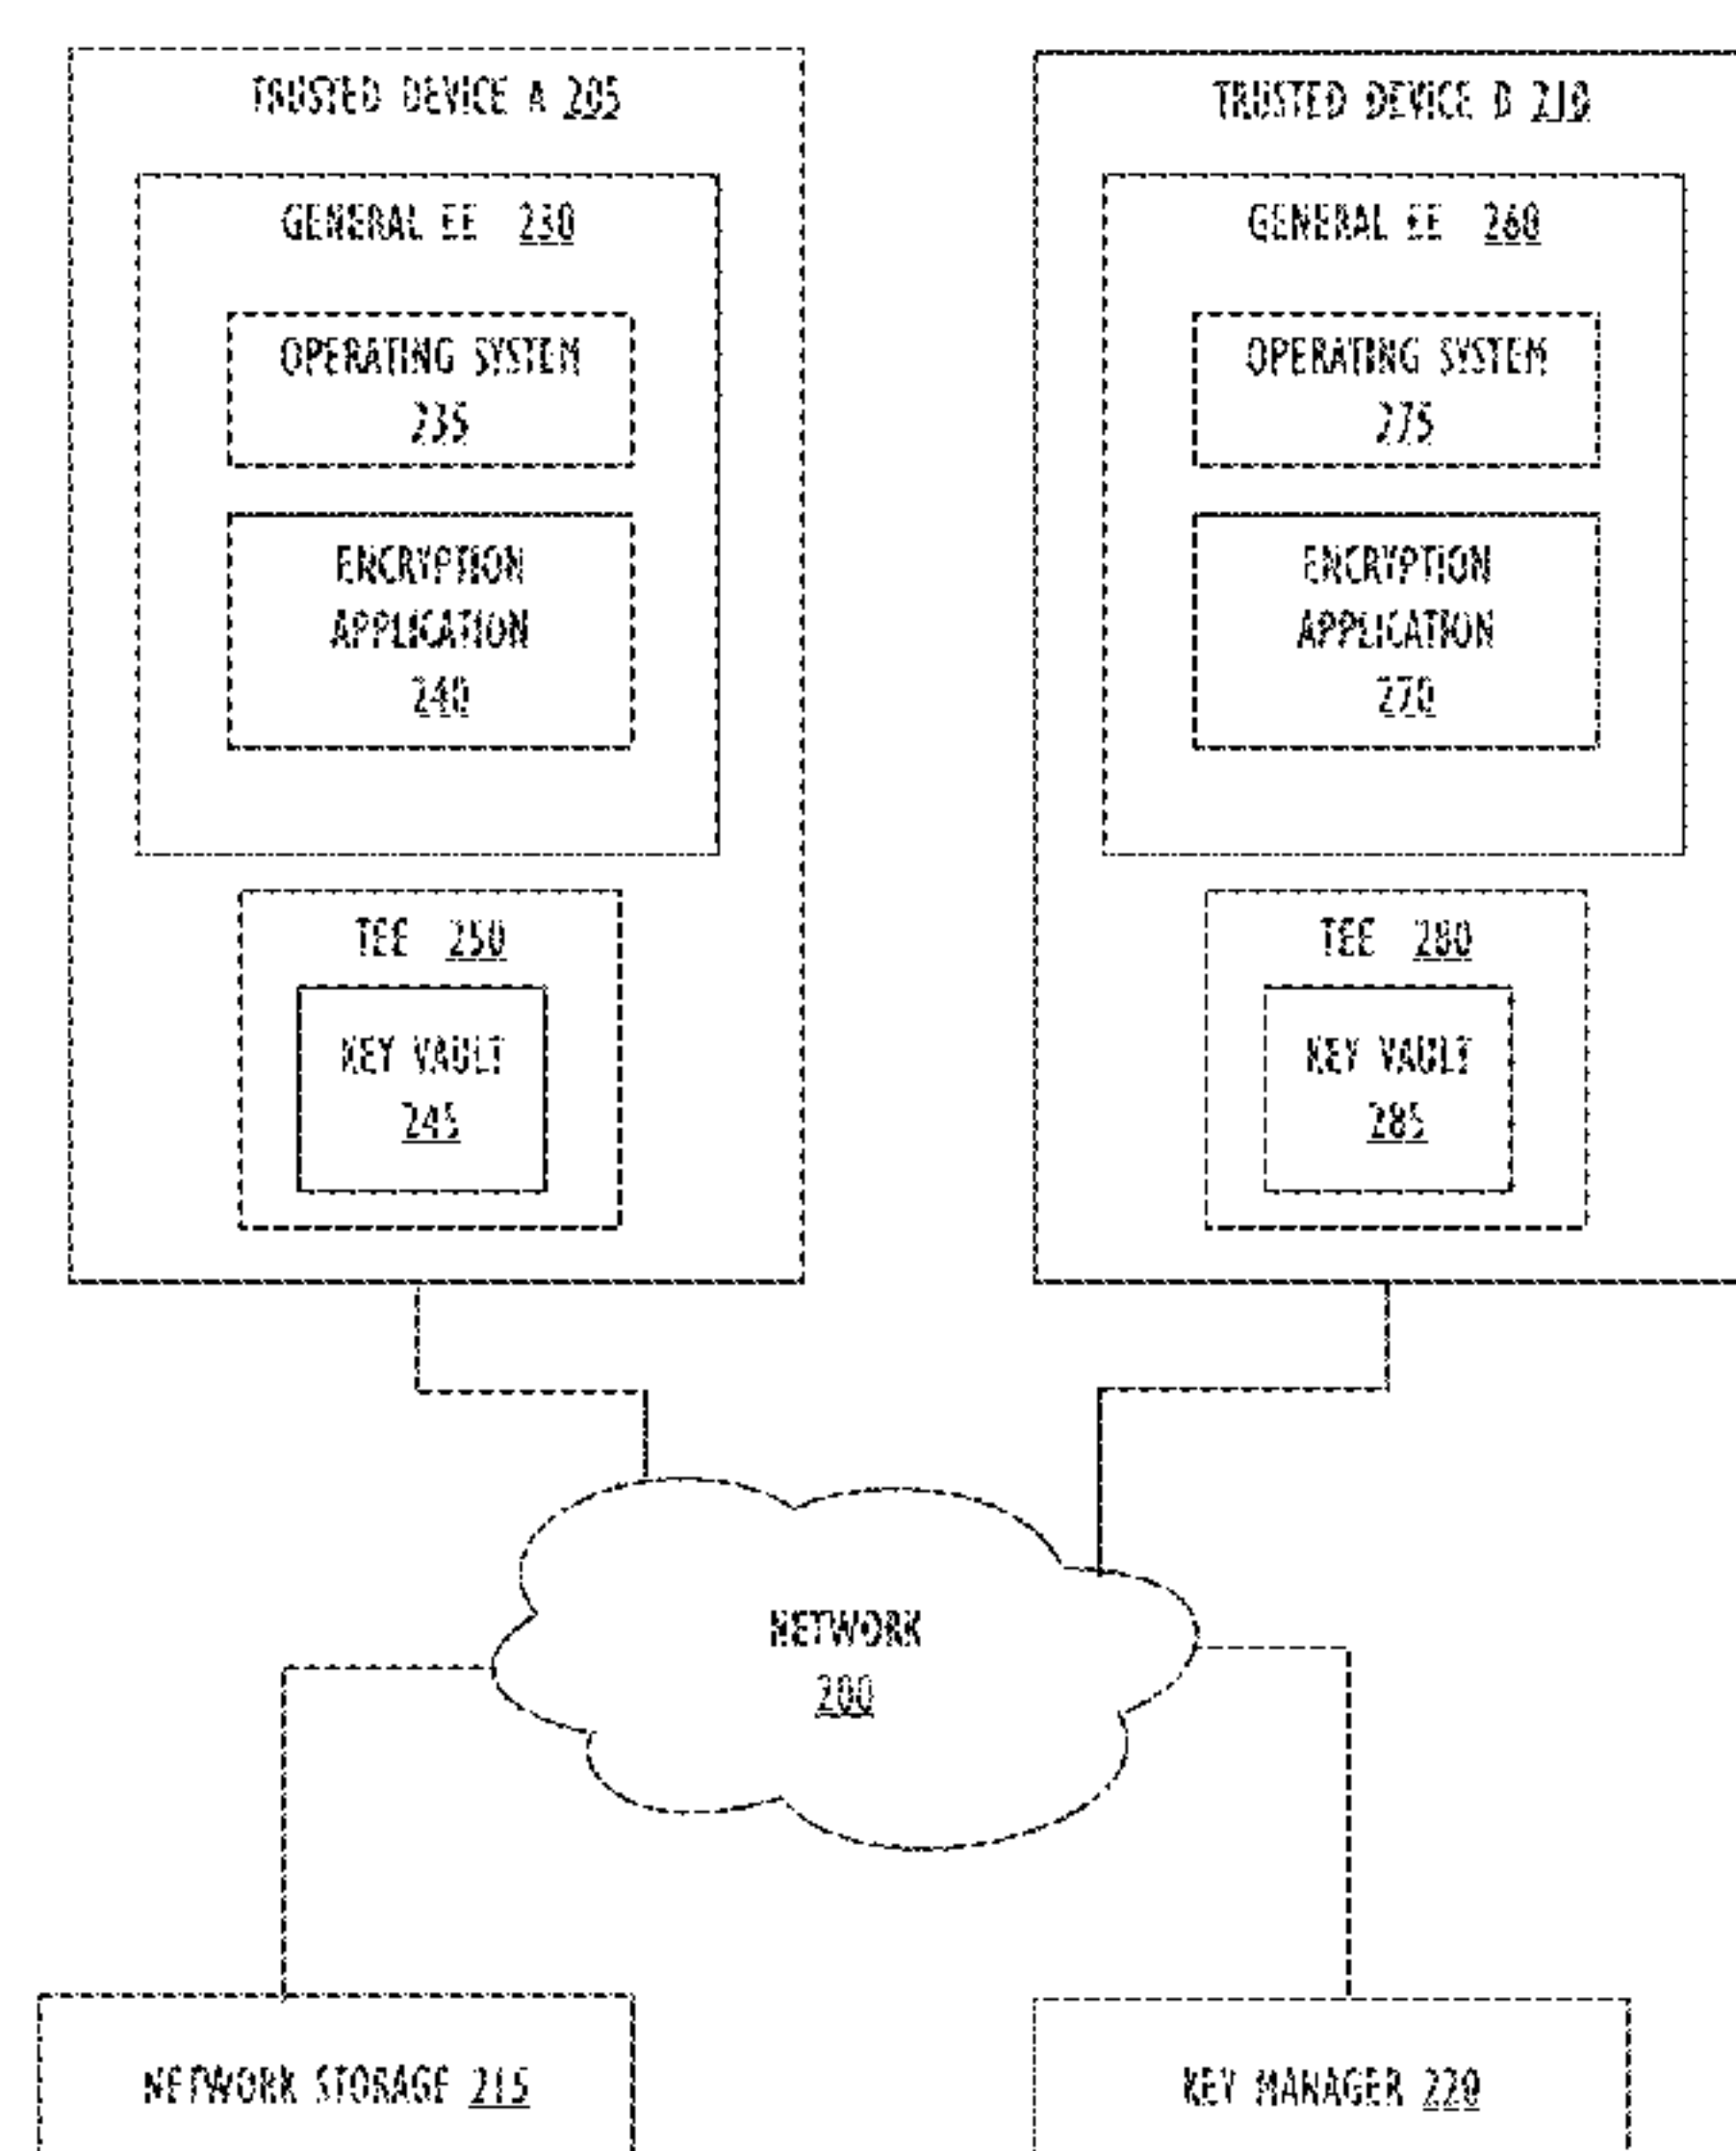 TRUSTED DEVICE A 205
GENERAL EE 230
OPERATING SYSTEM
235
ENCRYPTION
APPLICATION
240
TEE 250
KEY VAULT
245
TRUSTED DEVICE B 210
GENERAL EE 260
OPERATING SYSTEM
275
ENCRYPTION
APPLICATION
270
TEE 280
KEY VAULT
285
NETWORK
200
NETWORK STORAGE 215
KEY MANAGER 220